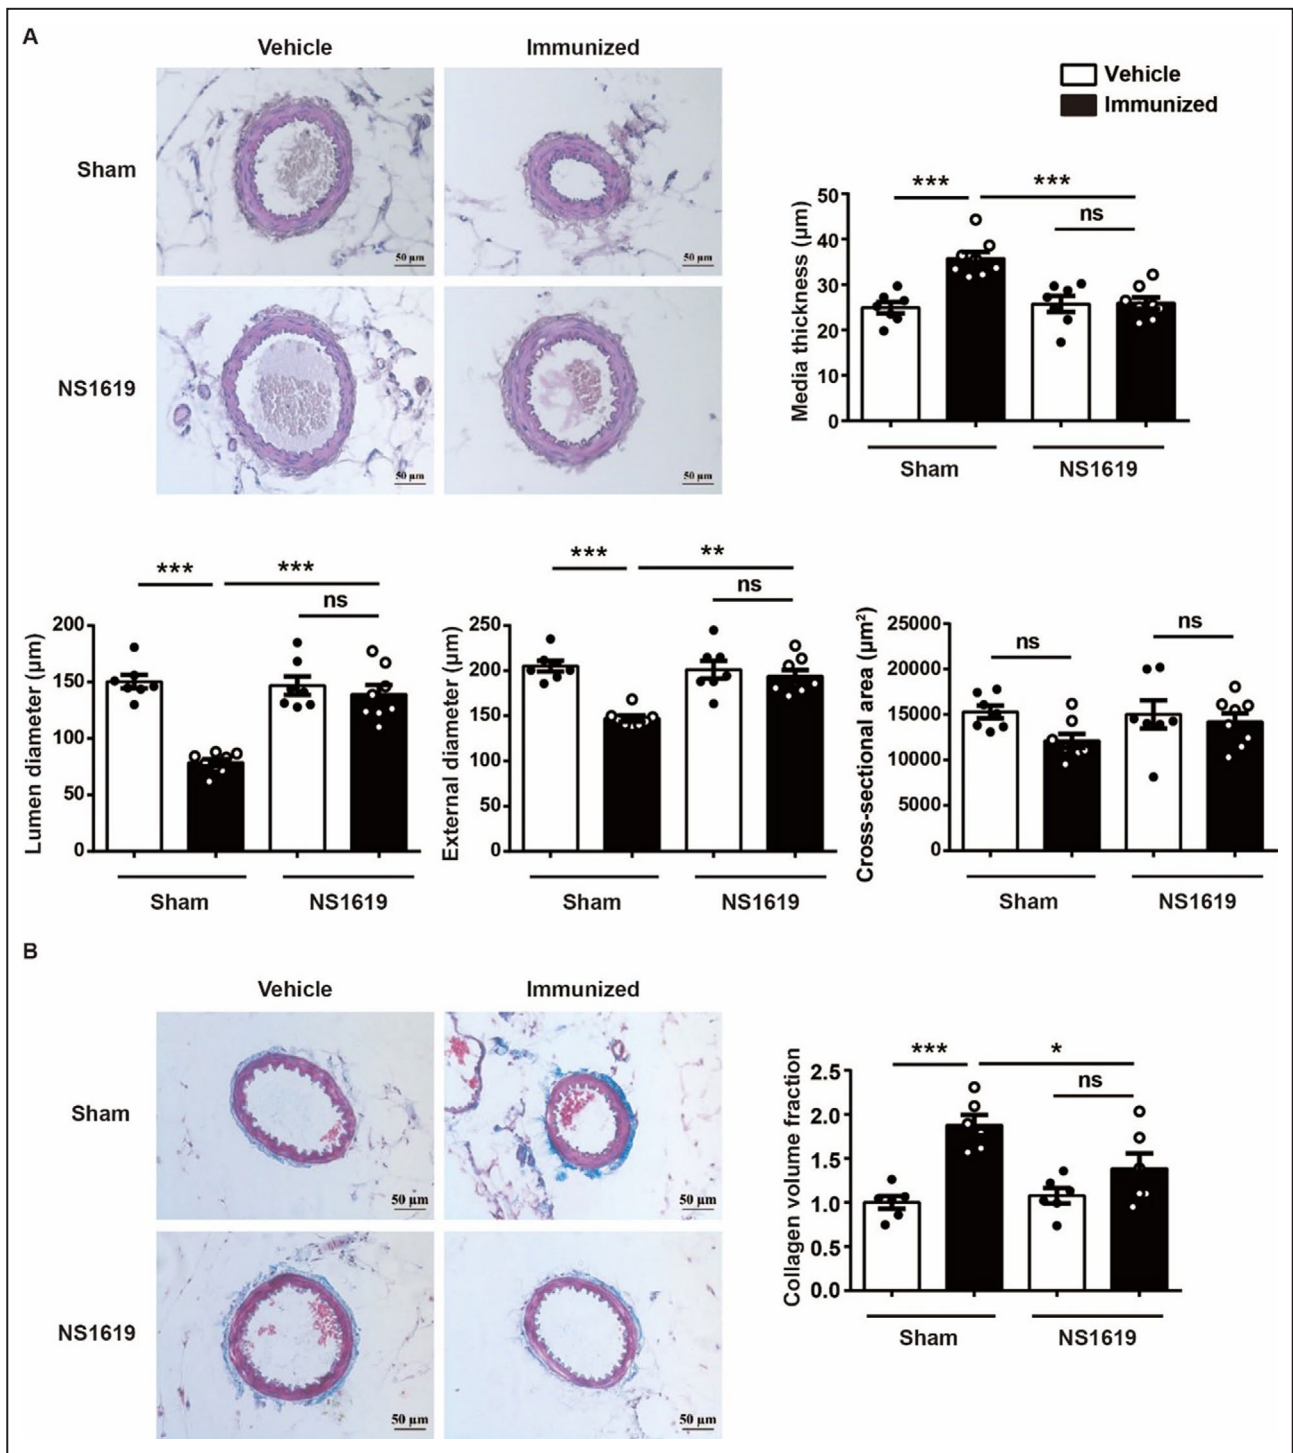 A
Vehicle
Immunized
Vehicle
Immunized
Sham
50 µm
50 µm
NS1619
50 µm
50 µm
Media thickness (µm)
50
40
30
20
10
0
***
***
ns
Sham
NS1619
Lumen diameter (µm)
200
150
100
50
0
***
***
ns
Sham
NS1619
External diameter (µm)
250
200
150
100
50
0
***
**
ns
Sham
NS1619
Cross-sectional area (µm²)
25000
20000
15000
10000
5000
0
ns
ns
Sham
NS1619
B
Vehicle
Immunized
Sham
50 µm
50 µm
NS1619
50 µm
50 µm
Collagen volume fraction
2.5
2.0
1.5
1.0
0.5
0.0
***
*
ns
Sham
NS1619